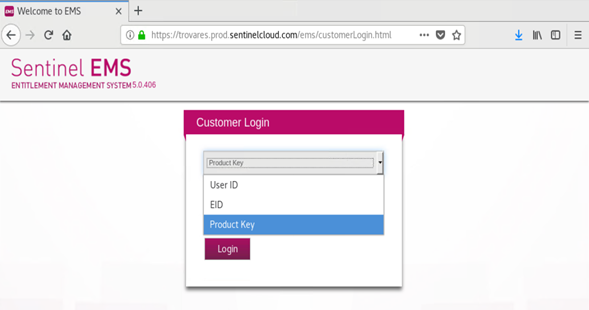 EMS Welcome to EMS
https://trovares.prod.sentinelcloud.com/ems/customerLogin.html
Sentinel EMS
ENTITLEMENT MANAGEMENT SYSTEM 5.0.406
Customer Login
Product Key
User ID
EID
Product Key
Login